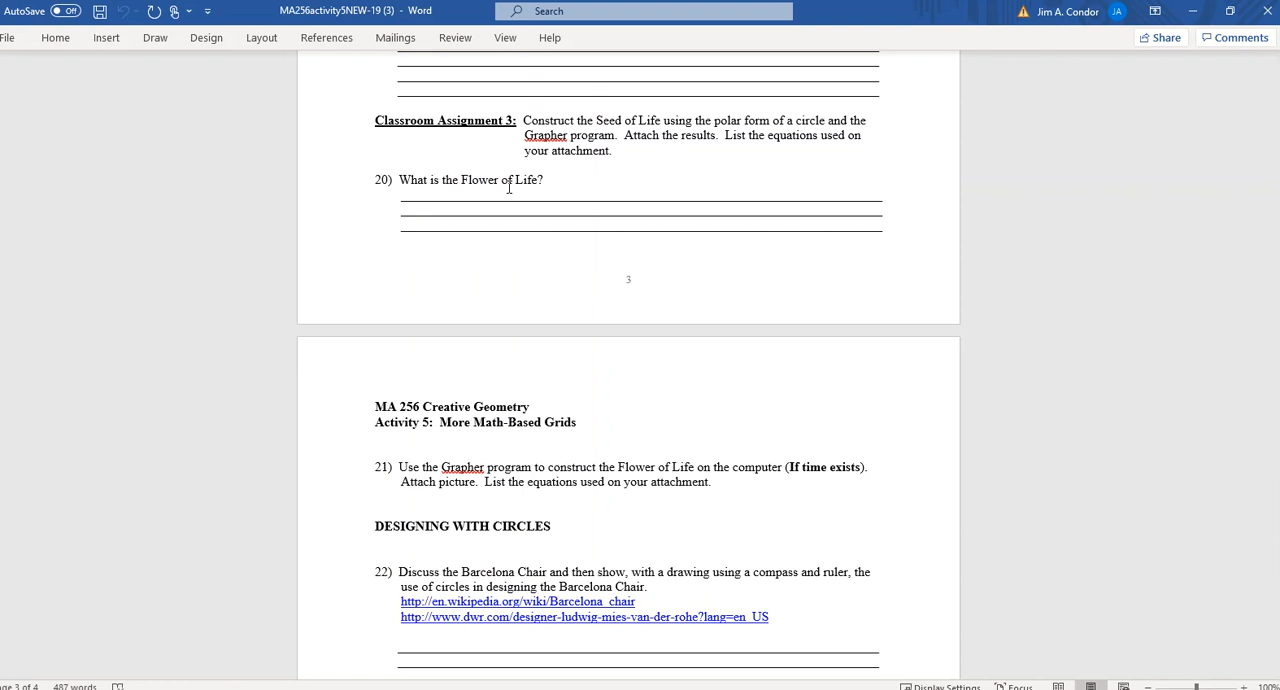 AutoSave Off MA256activity5NEW-19 (3) - Word Search Jim A. Condor JA
File Home Insert Draw Design Layout References Mailings Review View Help Share Comments
Classroom Assignment 3: Construct the Seed of Life using the polar form of a circle and the
Grapher program. Attach the results. List the equations used on
your attachment.
20) What is the Flower of Life?
3
MA 256 Creative Geometry
Activity 5: More Math-Based Grids
21) Use the Grapher program to construct the Flower of Life on the computer (If time exists).
Attach picture. List the equations used on your attachment.
DESIGNING WITH CIRCLES
22) Discuss the Barcelona Chair and then show, with a drawing using a compass and ruler, the
use of circles in designing the Barcelona Chair.
http://en.wikipedia.org/wiki/Barcelona_chair
http://www.dwr.com/designer-ludwig-mies-van-der-rohe?lang=en_US
age 3 of 4 487 words Display Settings Focus 100%